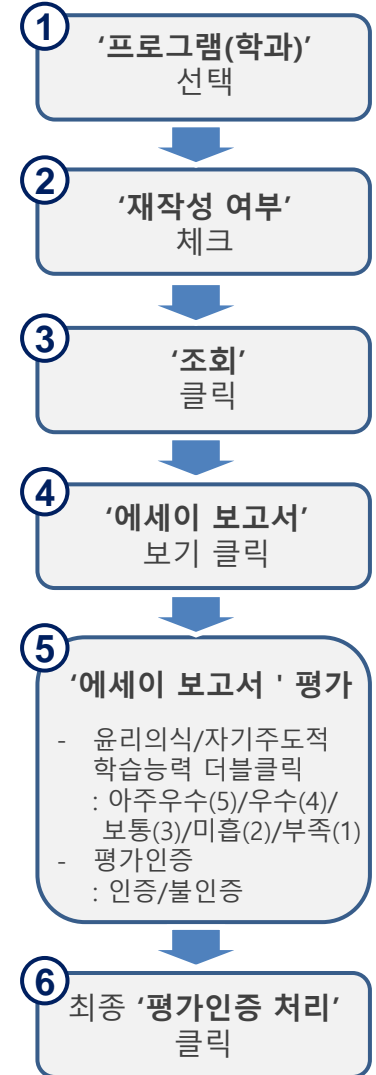 1
‘프로그램(학과)’
선택
2
‘재작성 여부’
체크
3
‘조회’
클릭
4
‘에세이 보고서’
보기 클릭
5
‘에세이 보고서 ' 평가
- 윤리의식/자기주도적
학습능력 더블클릭
: 아주우수(5)/우수(4)/
보통(3)/미흡(2)/부족(1)
- 평가인증
: 인증/불인증
6
최종 ‘평가인증 처리’
클릭